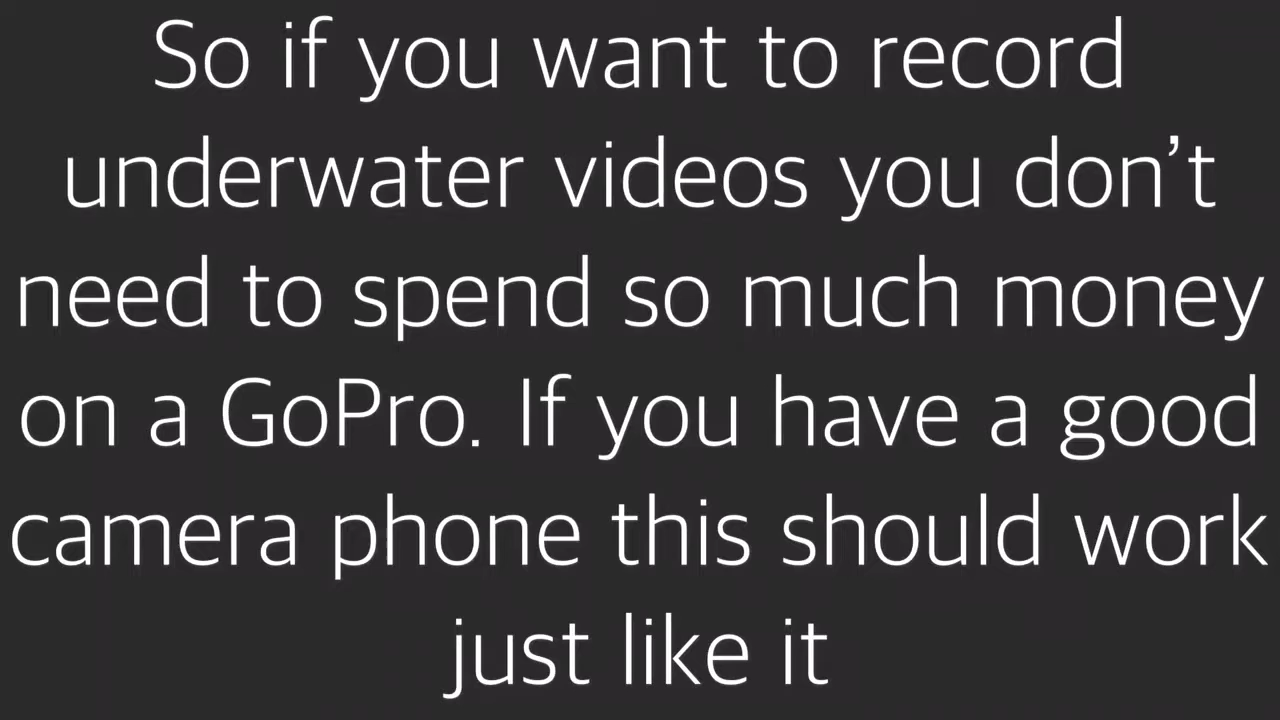 So if you want to record
underwater videos you don’t
need to spend so much money
on a GoPro. If you have a good
camera phone this should work
just like it